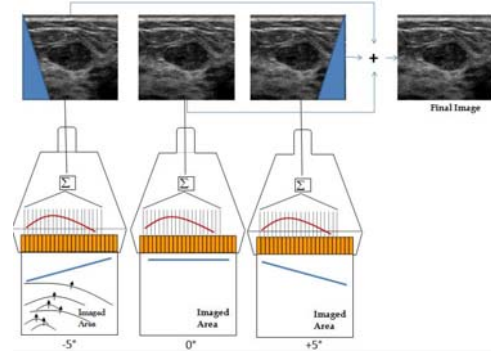 +
Final Image
Σ
Σ
Σ
Imaged
Area
Imaged
Area
Imaged
Area
-5°
0°
+5°